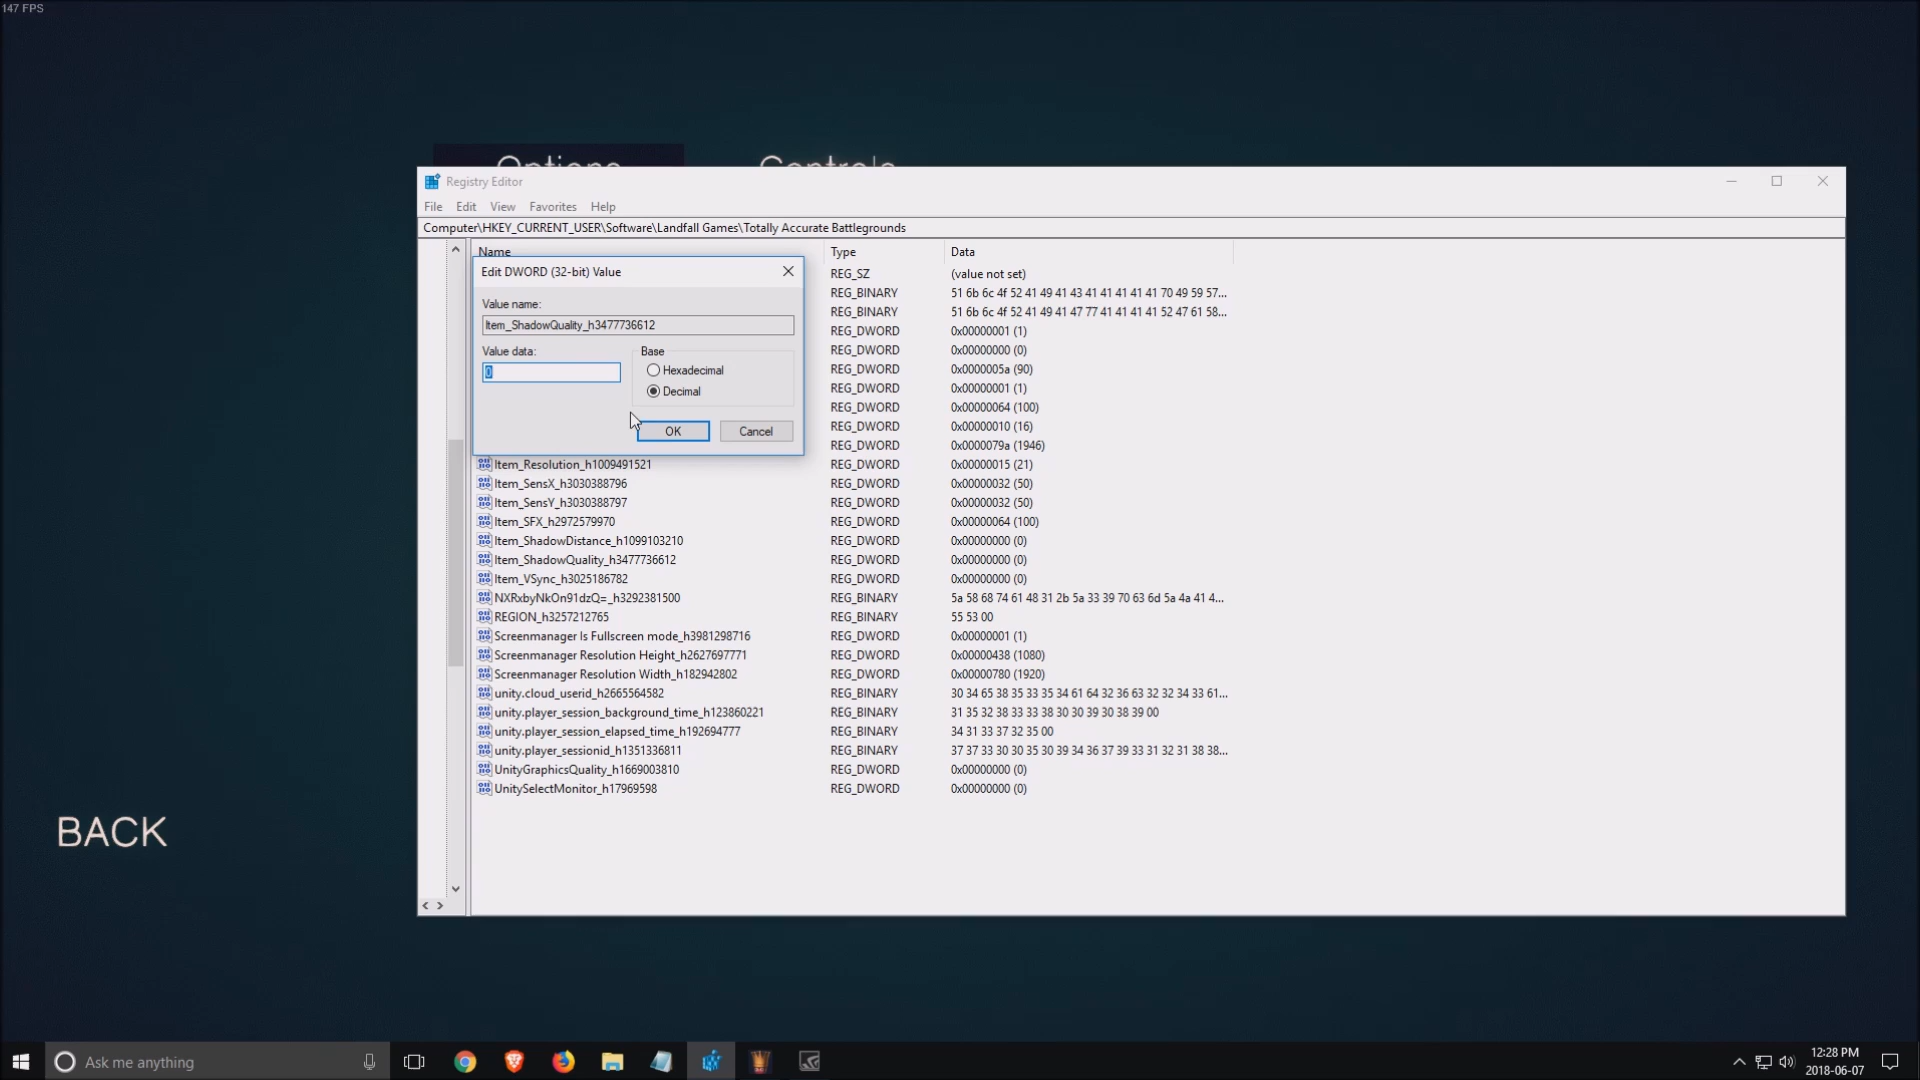 147 FPS
Options Controls
Registry Editor
File Edit View Favorites Help
Computer\HKEY_CURRENT_USER\Software\Landfall Games\Totally Accurate Battlegrounds
Name Type Data
REG_SZ (value not set)
REG_BINARY 51 6b 6c 4f 52 41 49 41 43 41 41 41 41 41 70 49 59 57...
REG_BINARY 51 6b 6c 4f 52 41 49 41 47 77 41 41 41 41 52 47 61 58...
REG_DWORD 0x00000001 (1)
REG_DWORD 0x00000000 (0)
REG_DWORD 0x0000005a (90)
REG_DWORD 0x00000001 (1)
REG_DWORD 0x00000064 (100)
REG_DWORD 0x00000010 (16)
REG_DWORD 0x0000079a (1946)
Edit DWORD (32-bit) Value
Value name:
Item_ShadowQuality_h3477736612
Value data:
0
Base
Hexadecimal
Decimal
OK Cancel
Item_Resolution_h1009491521 REG_DWORD 0x00000015 (21)
Item_SensX_h3030388796 REG_DWORD 0x00000032 (50)
Item_SensY_h3030388797 REG_DWORD 0x00000032 (50)
Item_SFX_h2972579970 REG_DWORD 0x00000064 (100)
Item_ShadowDistance_h1099103210 REG_DWORD 0x00000000 (0)
Item_ShadowQuality_h3477736612 REG_DWORD 0x00000000 (0)
Item_VSync_h3025186782 REG_DWORD 0x00000000 (0)
NXRxbyNkOn91dzQ=_h3292381500 REG_BINARY 5a 58 68 74 61 48 31 2b 5a 33 39 70 63 6d 5a 4a 41 4...
REGION_h3257212765 REG_BINARY 55 53 00
Screenmanager Is Fullscreen mode_h3981298716 REG_DWORD 0x00000001 (1)
Screenmanager Resolution Height_h2627697771 REG_DWORD 0x00000438 (1080)
Screenmanager Resolution Width_h182942802 REG_DWORD 0x00000780 (1920)
unity.cloud_userid_h2665564582 REG_BINARY 30 34 65 38 35 33 35 34 61 64 32 36 63 32 32 34 33 61...
unity.player_session_background_time_h123860221 REG_BINARY 31 35 32 38 33 33 38 30 30 39 30 38 39 00
unity.player_session_elapsed_time_h192694777 REG_BINARY 34 31 33 37 32 35 00
unity.player_sessionid_h1351336811 REG_BINARY 37 37 33 30 30 35 30 39 34 36 37 39 33 31 32 31 38 38...
UnityGraphicsQuality_h1669003810 REG_DWORD 0x00000000 (0)
UnitySelectMonitor_h17969598 REG_DWORD 0x00000000 (0)
BACK
Ask me anything
12:28 PM
2018-06-07